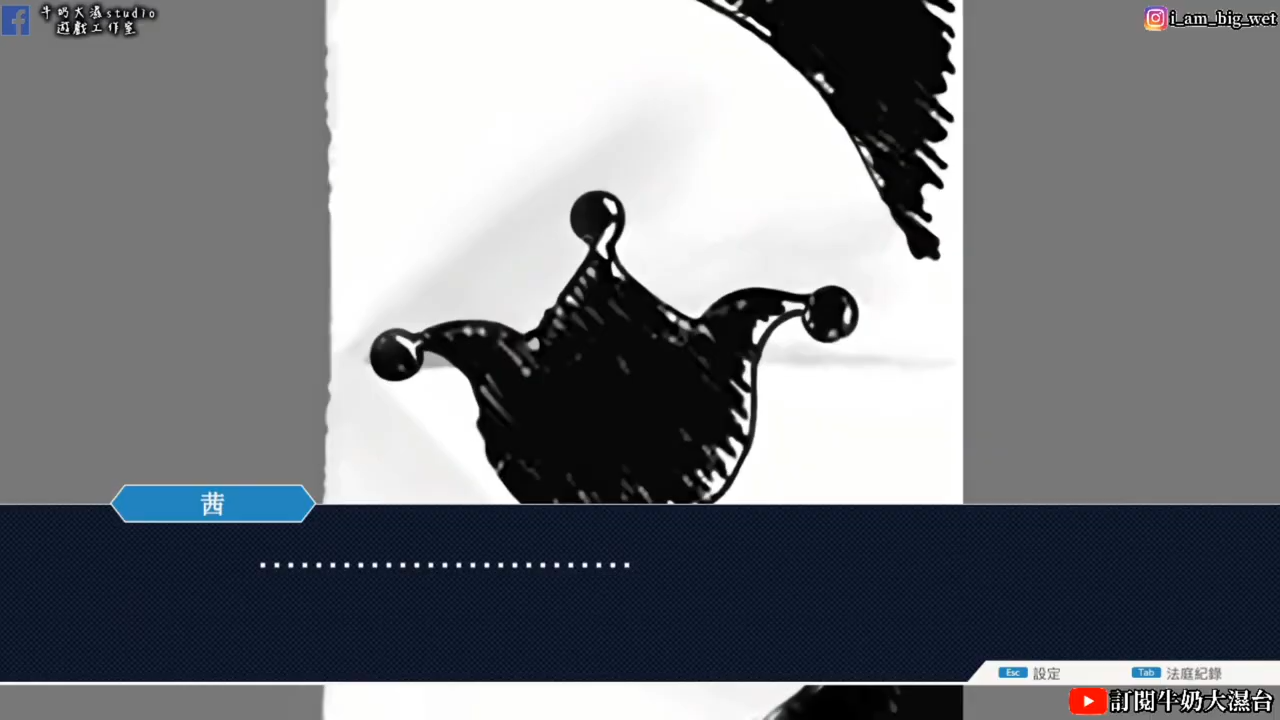 牛奶大濕studio
遊戲工作室
i_am_big_wet
茜
.............................
Esc 設定
Tab 法庭紀錄
訂閱牛奶大濕台